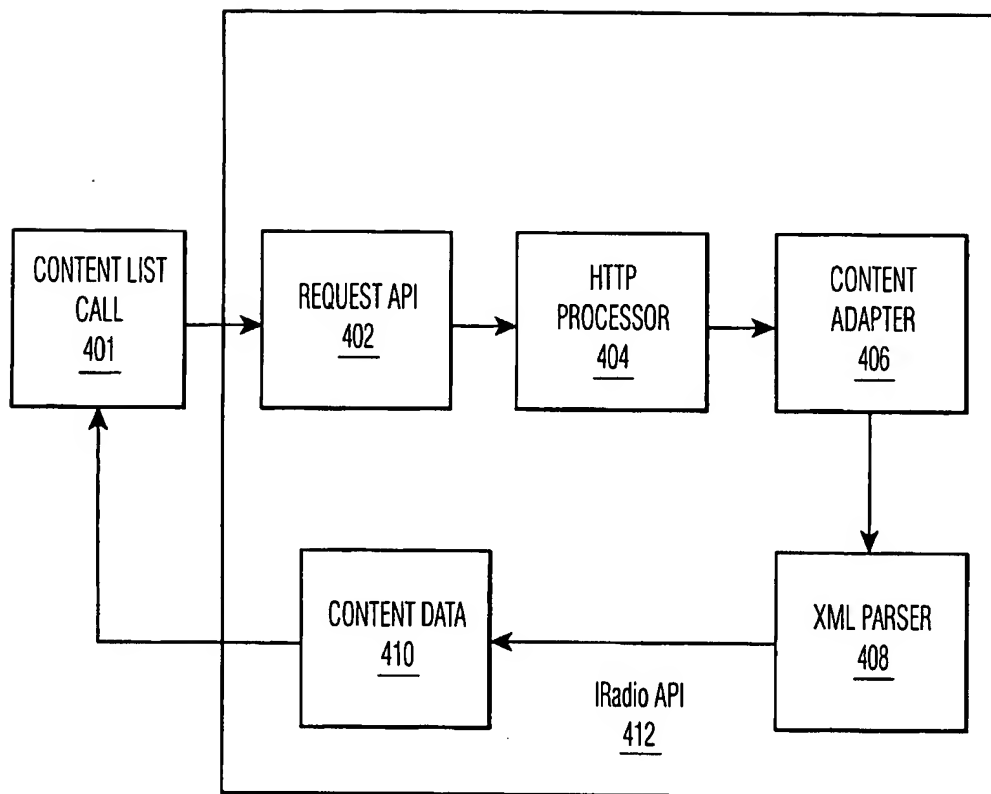 CONTENT LIST
CALL
401
REQUEST API
402
HTTP
PROCESSOR
404
CONTENT
ADAPTER
406
CONTENT DATA
410
XML PARSER
408
IRadio API
412